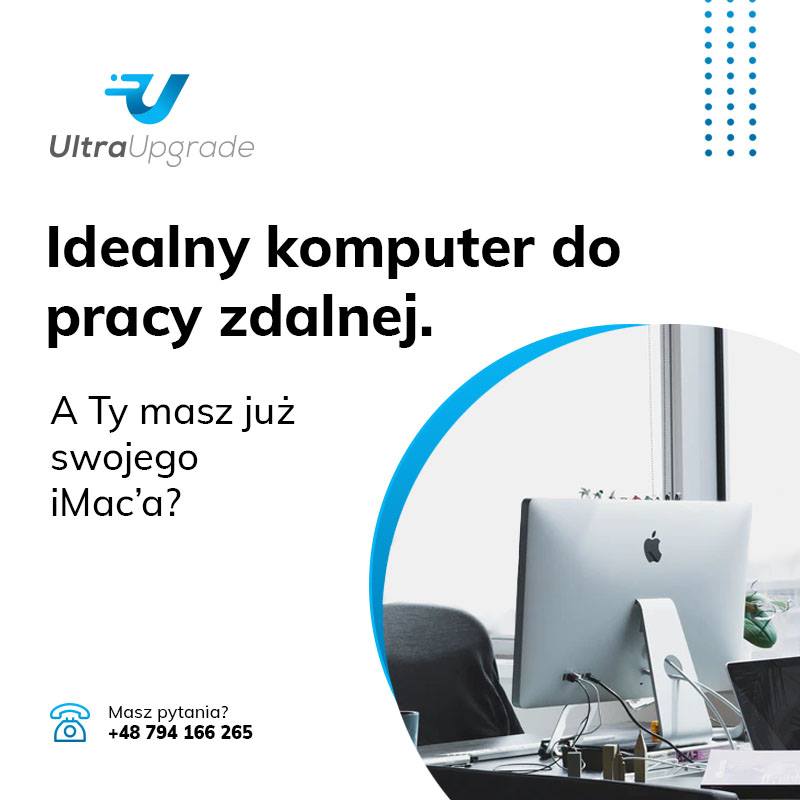 UltraUpgrade
Idealny komputer do
pracy zdalnej.
A Ty masz już
swojego
iMac’a?
Masz pytania?
+48 794 166 265